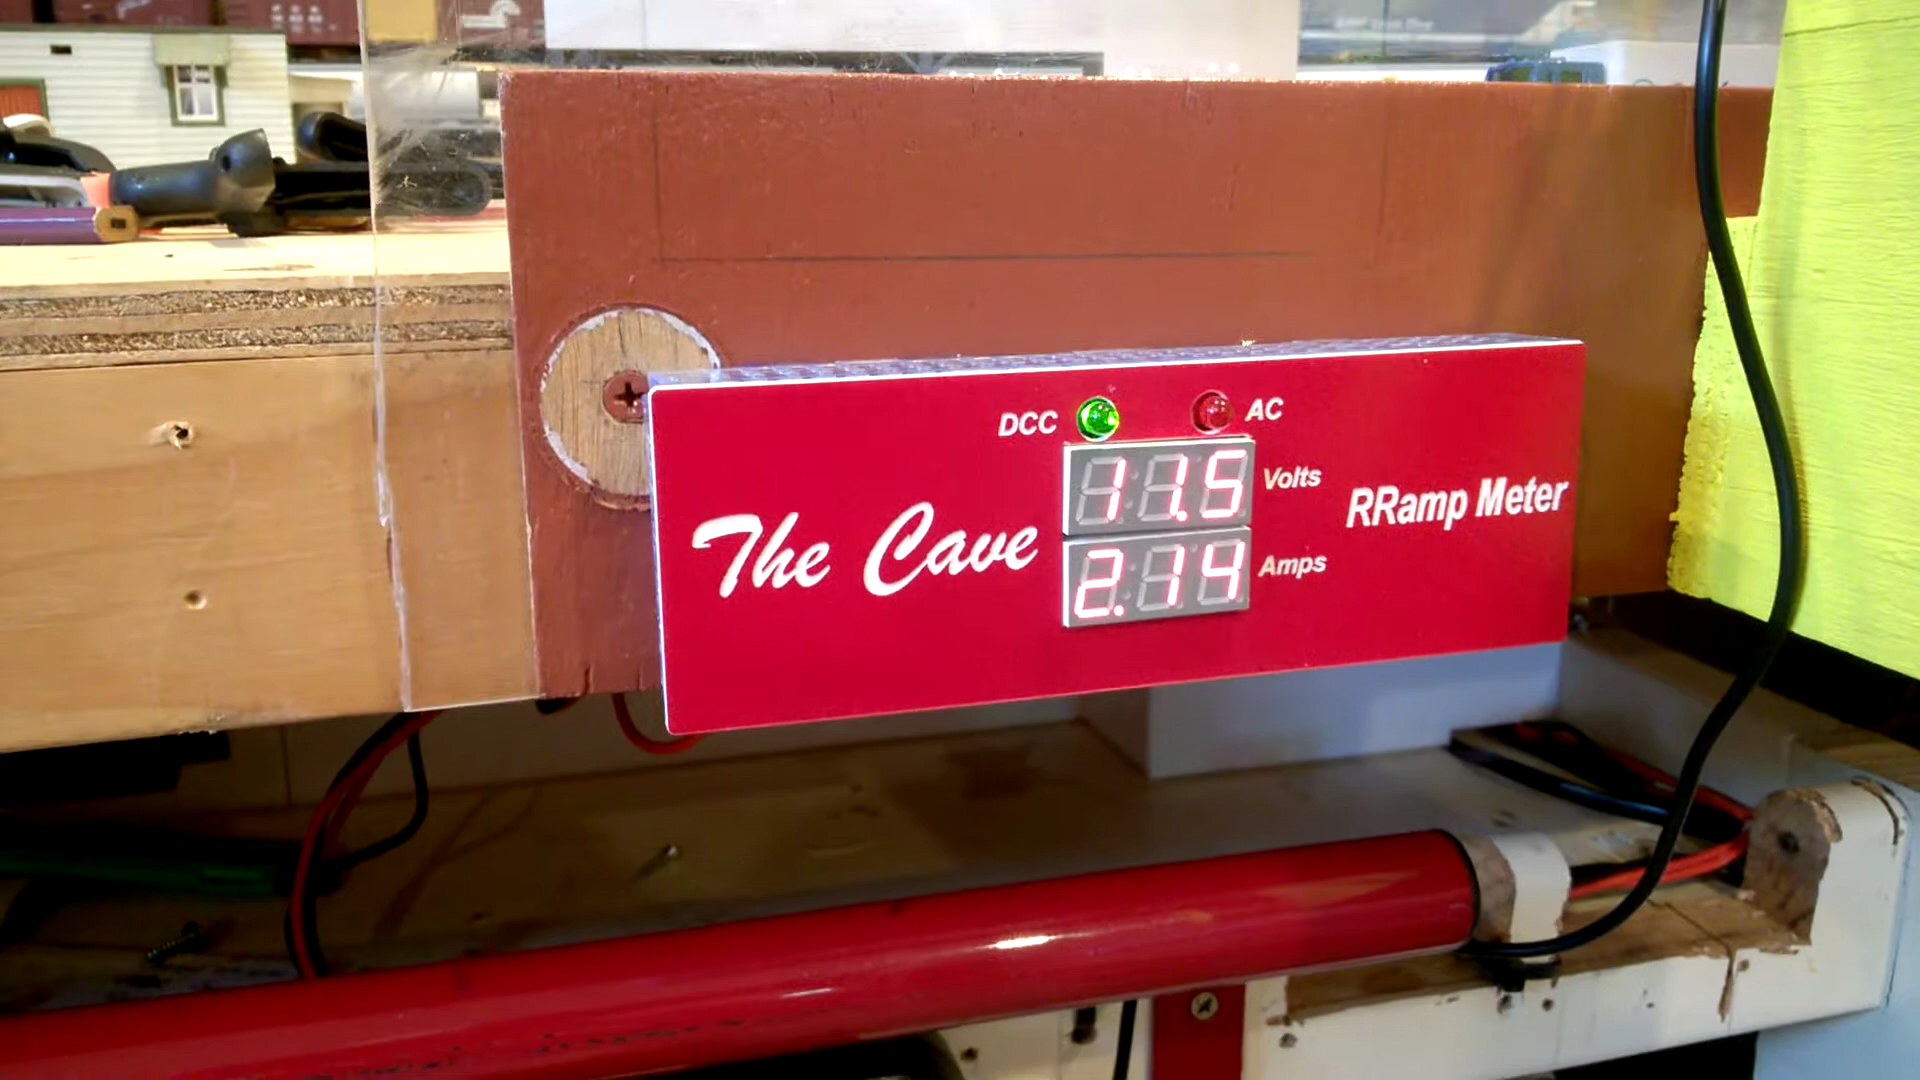 DCC AC
11.5 Volts
2.14 Amps
The Cave
RRamp Meter